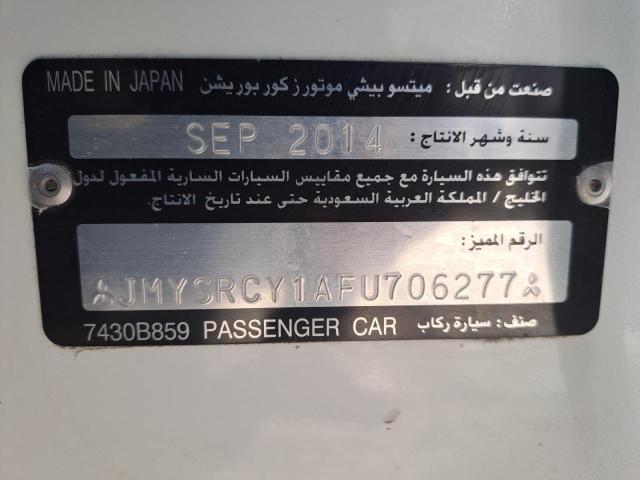 صنعت من قبل : ميتسو بيشي موتورز كور بوريشن MADE IN JAPAN
سنة وشهر الانتاج : SEP 2014
تتوافق هذه السيارة مع جميع مقاييس السيارات السارية المفعول لدول
الخليج / المملكة العربية السعودية حتى عند تاريخ الانتاج.
الرقم المميز:
JMYSRCY1AFU706277
صنف: سيارة ركاب 7430B859 PASSENGER CAR